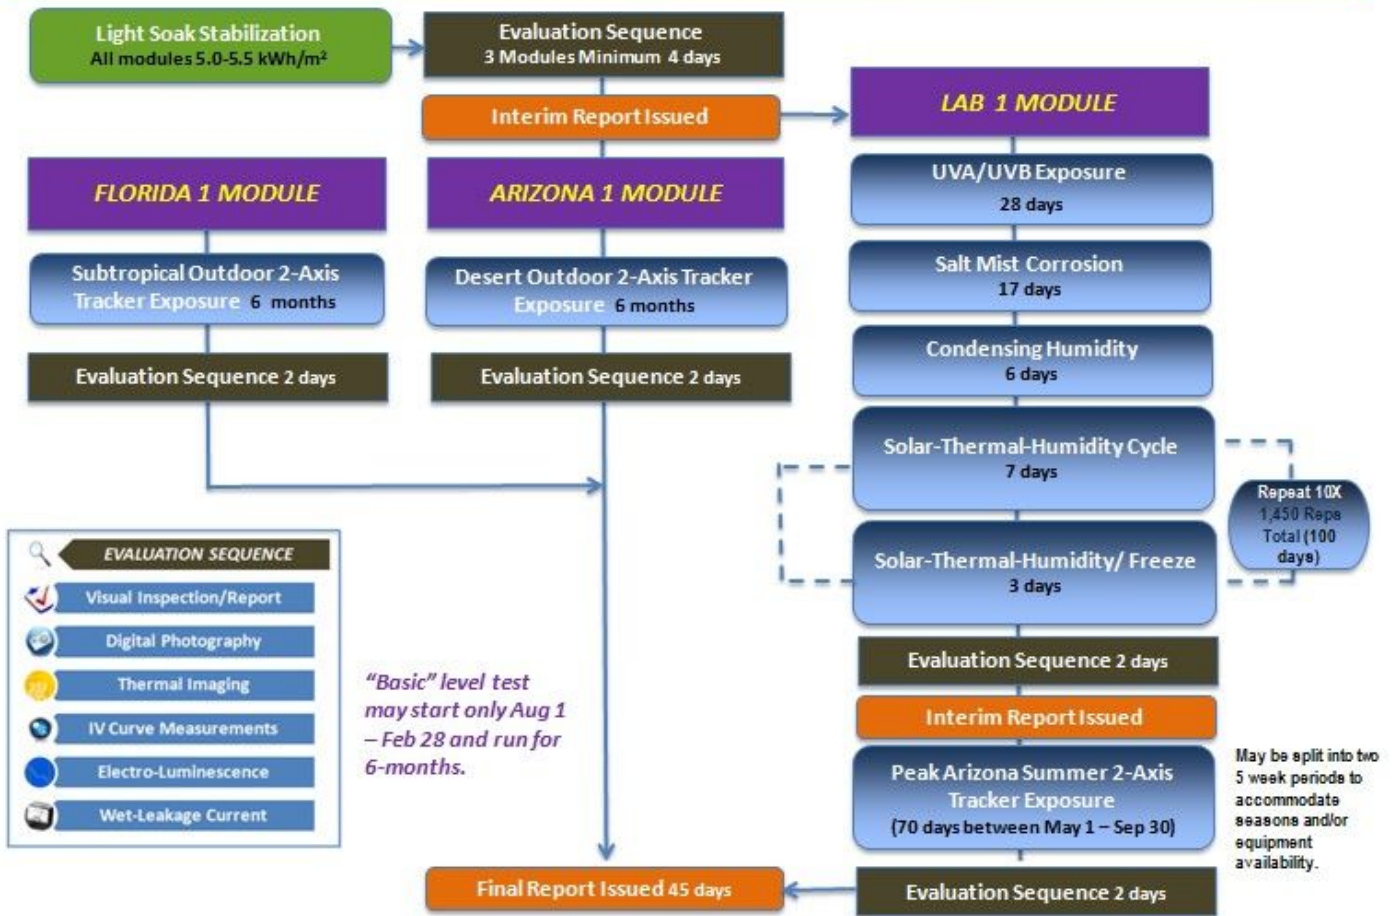 Light Soak Stabilization
All modules 5.0-5.5 kWh/m²
Evaluation Sequence
3 Modules Minimum 4 days
Interim Report Issued
LAB 1 MODULE
FLORIDA 1 MODULE
ARIZONA 1 MODULE
UVA/UVB Exposure
28 days
Subtropical Outdoor 2-Axis
Tracker Exposure 6 months
Desert Outdoor 2-Axis Tracker
Exposure 6 months
Salt Mist Corrosion
17 days
Evaluation Sequence 2 days
Evaluation Sequence 2 days
Condensing Humidity
6 days
Solar-Thermal-Humidity Cycle
7 days
Repeat 10X
1,450 Reps
Total (100
days)
Solar-Thermal-Humidity/ Freeze
3 days
EVALUATION SEQUENCE
Visual Inspection/Report
Digital Photography
Thermal Imaging
IV Curve Measurements
Electro-Luminescence
Wet-Leakage Current
"Basic" level test
may start only Aug 1
– Feb 28 and run for
6-months.
Evaluation Sequence 2 days
Interim Report Issued
Peak Arizona Summer 2-Axis
Tracker Exposure
(70 days between May 1 – Sep 30)
May be split into two
5 week periods to
accommodate
seasons and/or
equipment
availability.
Final Report Issued 45 days
Evaluation Sequence 2 days